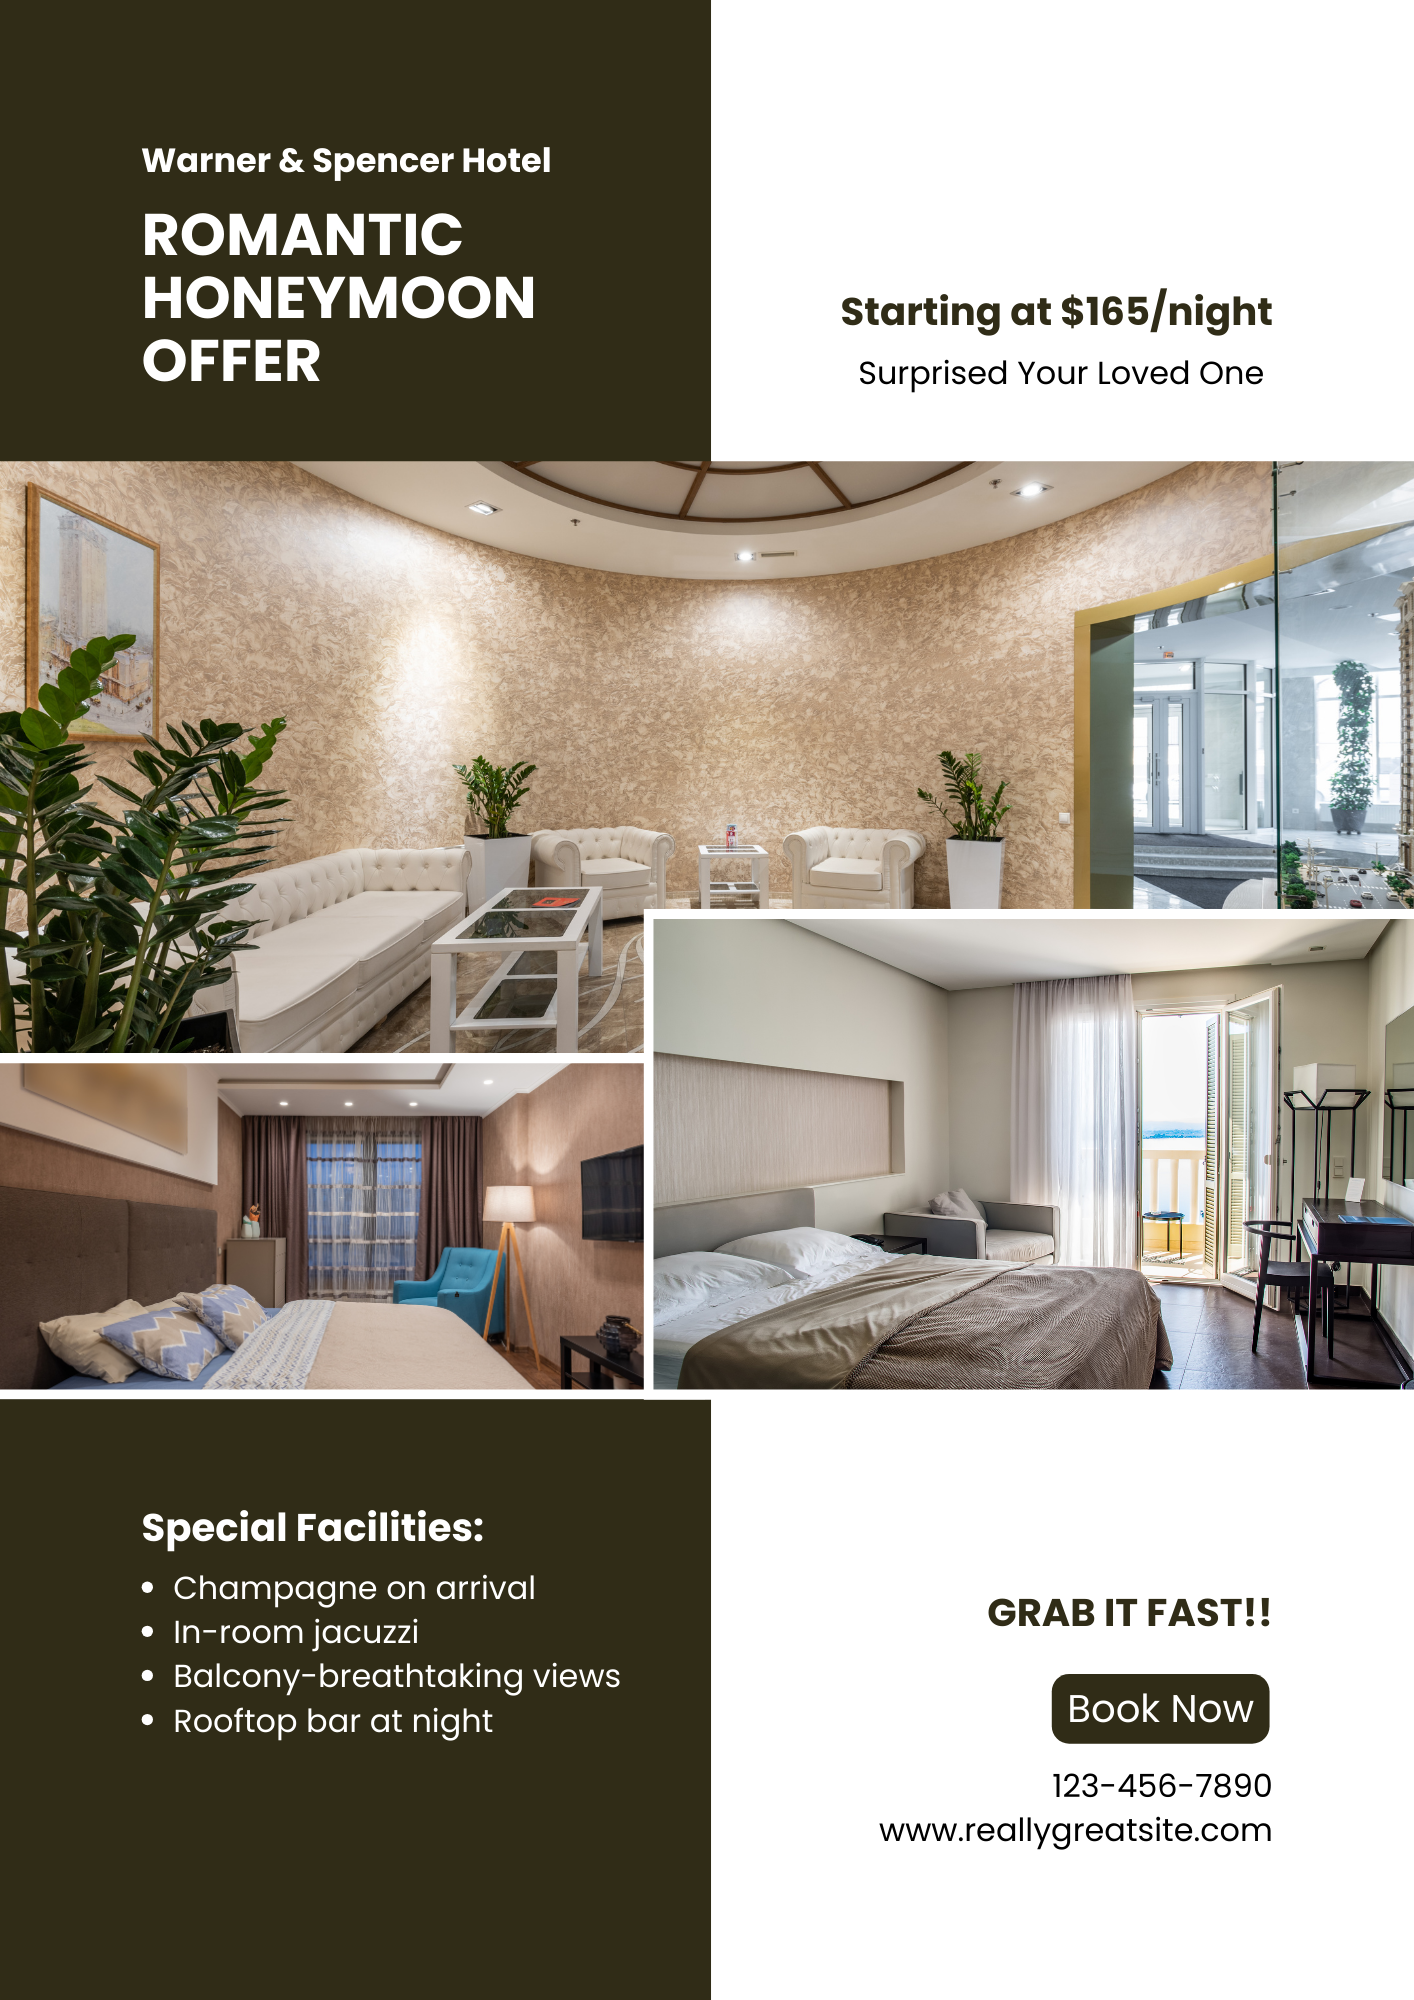 Warner & Spencer Hotel
ROMANTIC
HONEYMOON
OFFER
Starting at $165/night
Surprised Your Loved One
Special Facilities:
• Champagne on arrival
• In-room jacuzzi
• Balcony-breathtaking views
• Rooftop bar at night
GRAB IT FAST!!
Book Now
123-456-7890
www.reallygreatsite.com